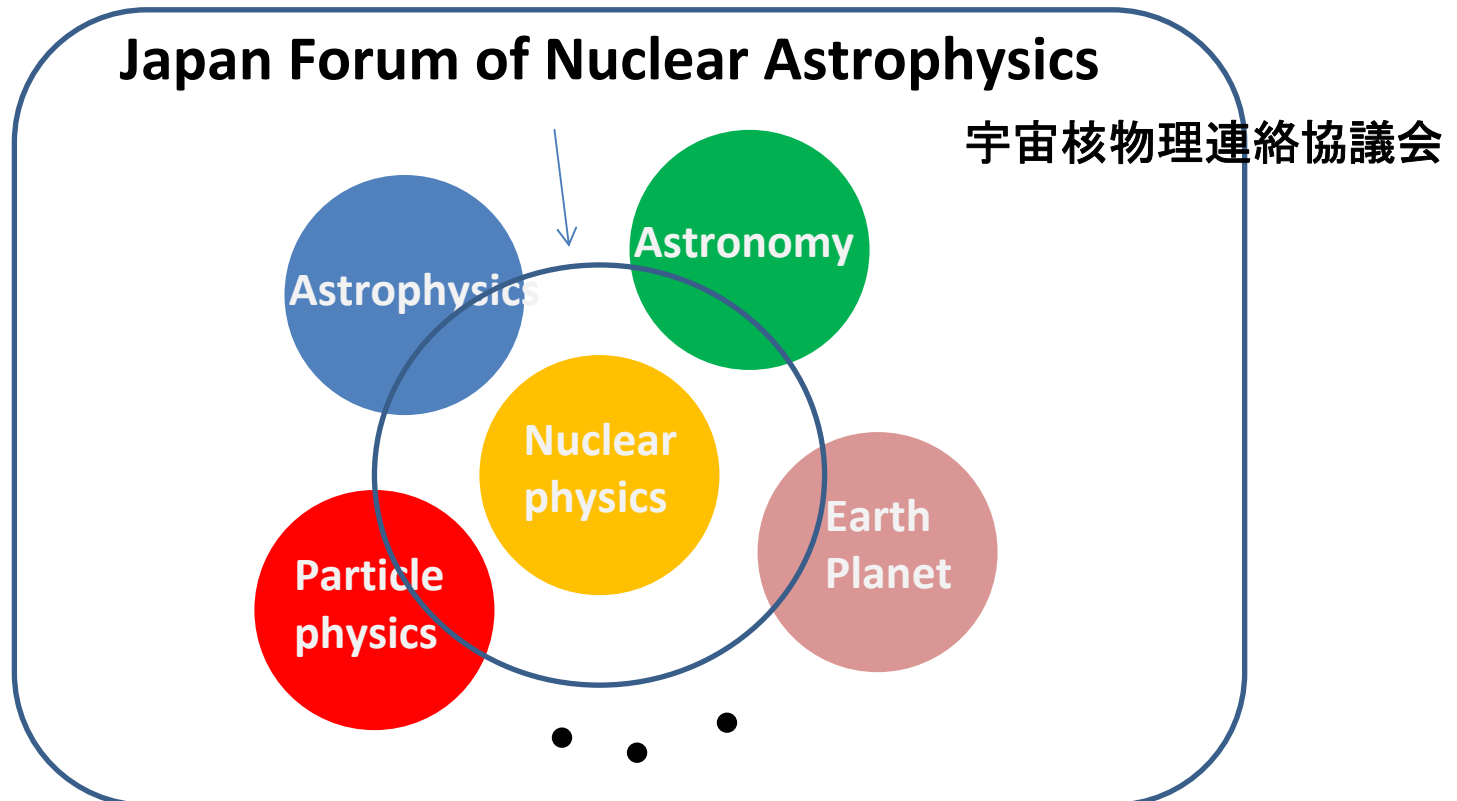 Japan Forum of Nuclear Astrophysics
宇宙核物理連絡協議会
Astronomy
Astrophysics
Nuclear
physics
Earth
Planet
Particle
physics